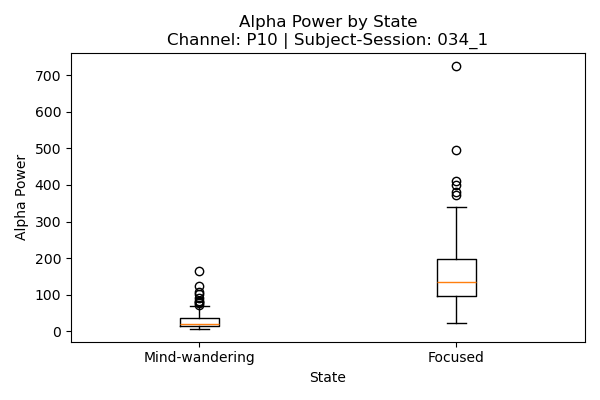 Alpha Power by State
Channel: P10 | Subject-Session: 034_1
Alpha Power
700
600
500
400
300
200
100
0
Mind-wandering
Focused
State